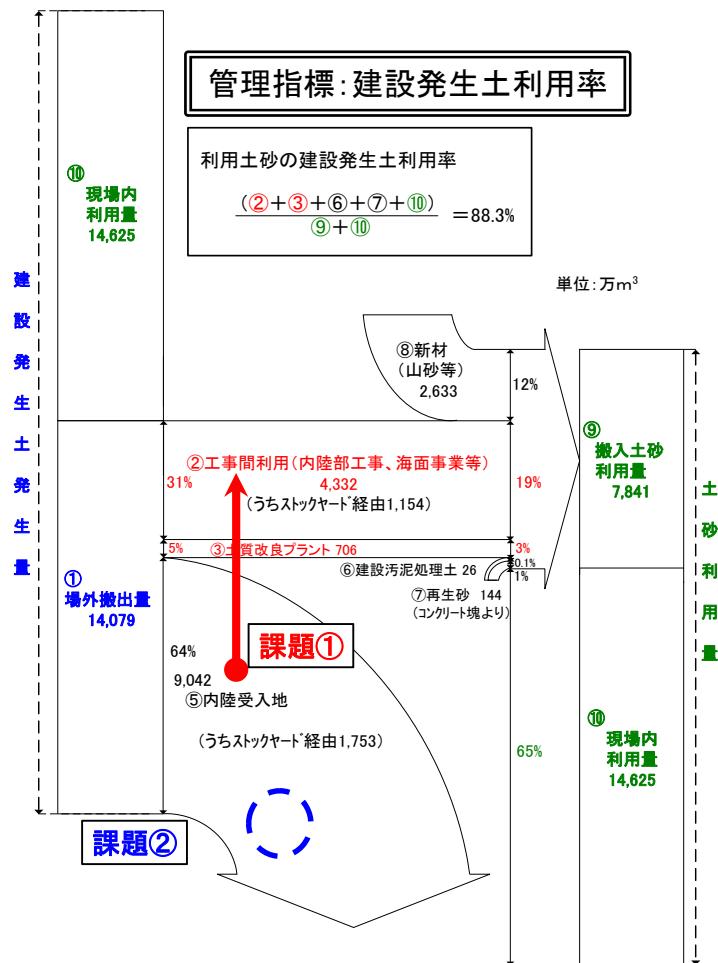 管理指標：建設発生土利用率
利用土砂の建設発生土利用率
(②+③+⑥+⑦+⑩)
⑨+⑩
=88.3%
単位：万m³
建設発生土発生量
⑩
現場内
利用量
14,625
①
場外搬出量
14,079
⑧新材
(山砂等)
2,633
12%
②工事間利用(内陸部工事、海面事業等)
31%
4,332
19%
(うちストックヤード経由1,154)
5%
③土質改良プラント 706
3%
⑥建設汚泥処理土 26
0.1%
1%
⑦再生砂 144
(コンクリート塊より)
課題①
64%
9,042
⑤内陸受入地
(うちストックヤード経由1,753)
65%
課題②
⑨
搬入土砂
利用量
7,841
⑩
現場内
利用量
14,625
土砂利用量